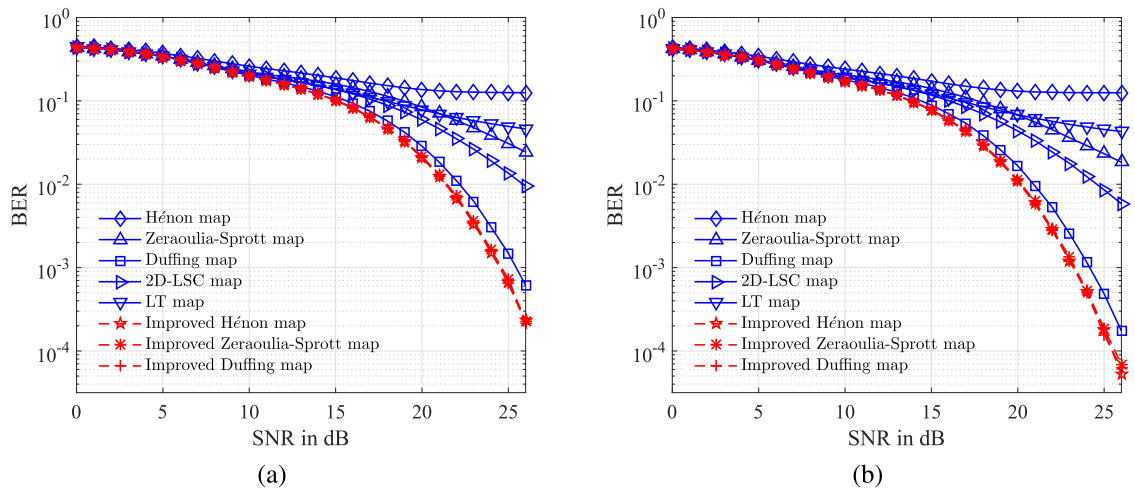 10^0
10^-1
10^-2
10^-3
10^-4
BER
Hénon map
Zeraoulia-Sprott map
Duffing map
2D-LSC map
LT map
Improved Hénon map
Improved Zeraoulia-Sprott map
Improved Duffing map
0 5 10 15 20 25
SNR in dB
(a)
10^0
10^-1
10^-2
10^-3
10^-4
BER
Hénon map
Zeraoulia-Sprott map
Duffing map
2D-LSC map
LT map
Improved Hénon map
Improved Zeraoulia-Sprott map
Improved Duffing map
0 5 10 15 20 25
SNR in dB
(b)